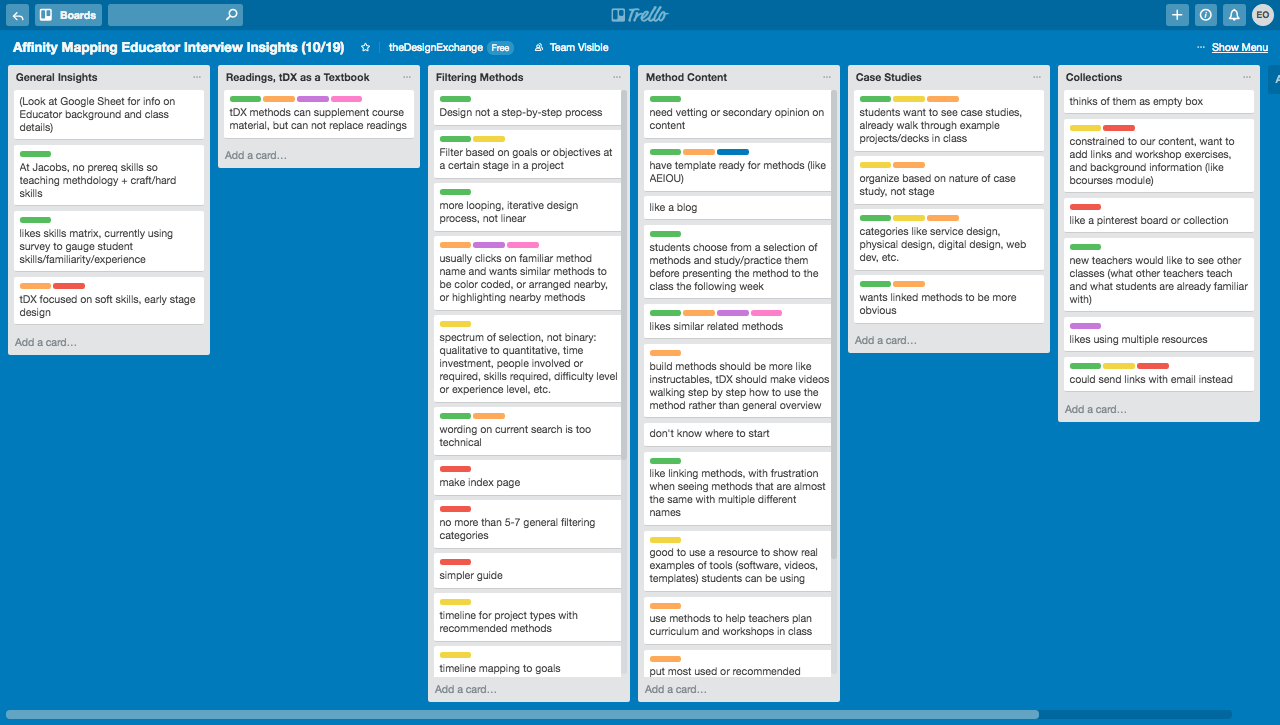 Boards
Trello
EO
Affinity Mapping Educator Interview Insights (10/19)
theDesignExchange
Free
Team Visible
... Show Menu
General Insights
(Look at Google Sheet for info on
Educator background and class
details)
At Jacobs, no prereq skills so
teaching methdology + craft/hard
skills
likes skills matrix, currently using
survey to gauge student
skills/familiarity/experience
tDX focused on soft skills, early stage
design
Add a card...
Readings, tDX as a Textbook
tDX methods can supplement course
material, but can not replace readings
Add a card...
Filtering Methods
Design not a step-by-step process
Filter based on goals or objectives at
a certain stage in a project
more looping, iterative design
process, not linear
usually clicks on familiar method
name and wants similar methods to
be color coded, or arranged nearby,
or highlighting nearby methods
spectrum of selection, not binary:
qualitative to quantitative, time
investment, people involved or
required, skills required, difficulty level
or experience level, etc.
wording on current search is too
technical
make index page
no more than 5-7 general filtering
categories
simpler guide
timeline for project types with
recommended methods
timeline mapping to goals
Add a card...
Method Content
need vetting or secondary opinion on
content
have template ready for methods (like
AEIOU)
like a blog
students choose from a selection of
methods and study/practice them
before presenting the method to the
class the following week
likes similar related methods
build methods should be more like
instructables, tDX should make videos
walking step by step how to use the
method rather than general overview
don't know where to start
like linking methods, with frustration
when seeing methods that are almost
the same with multiple different
names
good to use a resource to show real
examples of tools (software, videos,
templates) students can be using
use methods to help teachers plan
curriculum and workshops in class
put most used or recommended
Add a card...
Case Studies
students want to see case studies,
already walk through example
projects/decks in class
organize based on nature of case
study, not stage
categories like service design,
physical design, digital design, web
dev, etc.
wants linked methods to be more
obvious
Add a card...
Collections
thinks of them as empty box
constrained to our content, want to
add links and workshop exercises,
and background information (like
bcourses module)
like a pinterest board or collection
new teachers would like to see other
classes (what other teachers teach
and what students are already familiar
with)
likes using multiple resources
could send links with email instead
Add a card...
A